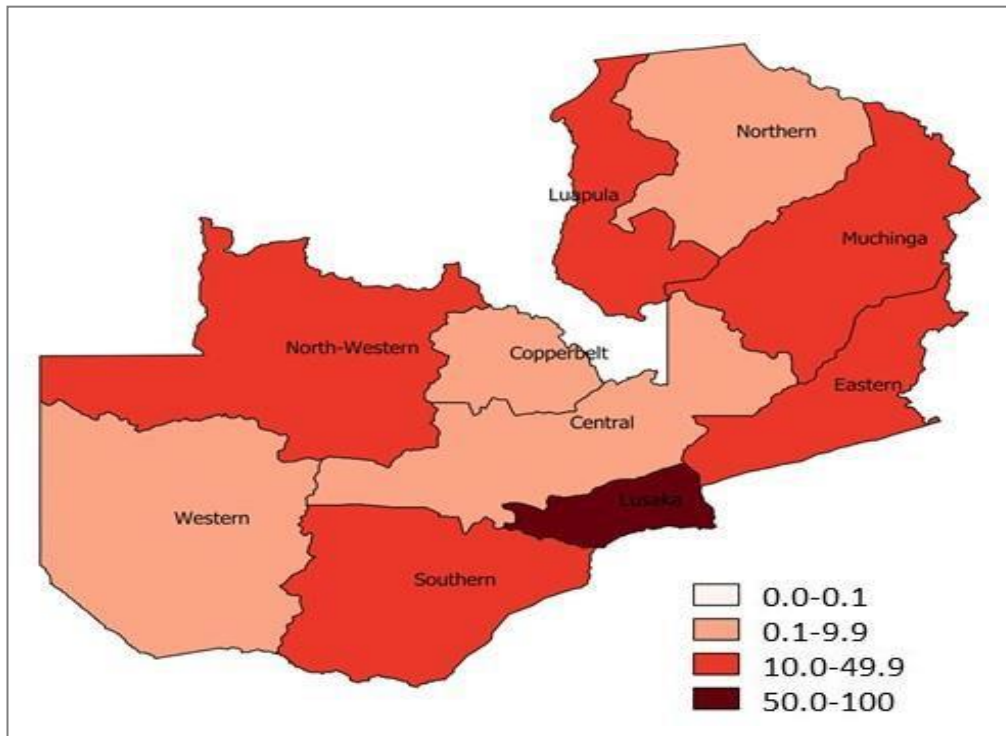 Northern
Luapula
Muchinga
North-Western
Copperbelt
Eastern
Central
Lusaka
Western
Southern
0.0-0.1
0.1-9.9
10.0-49.9
50.0-100